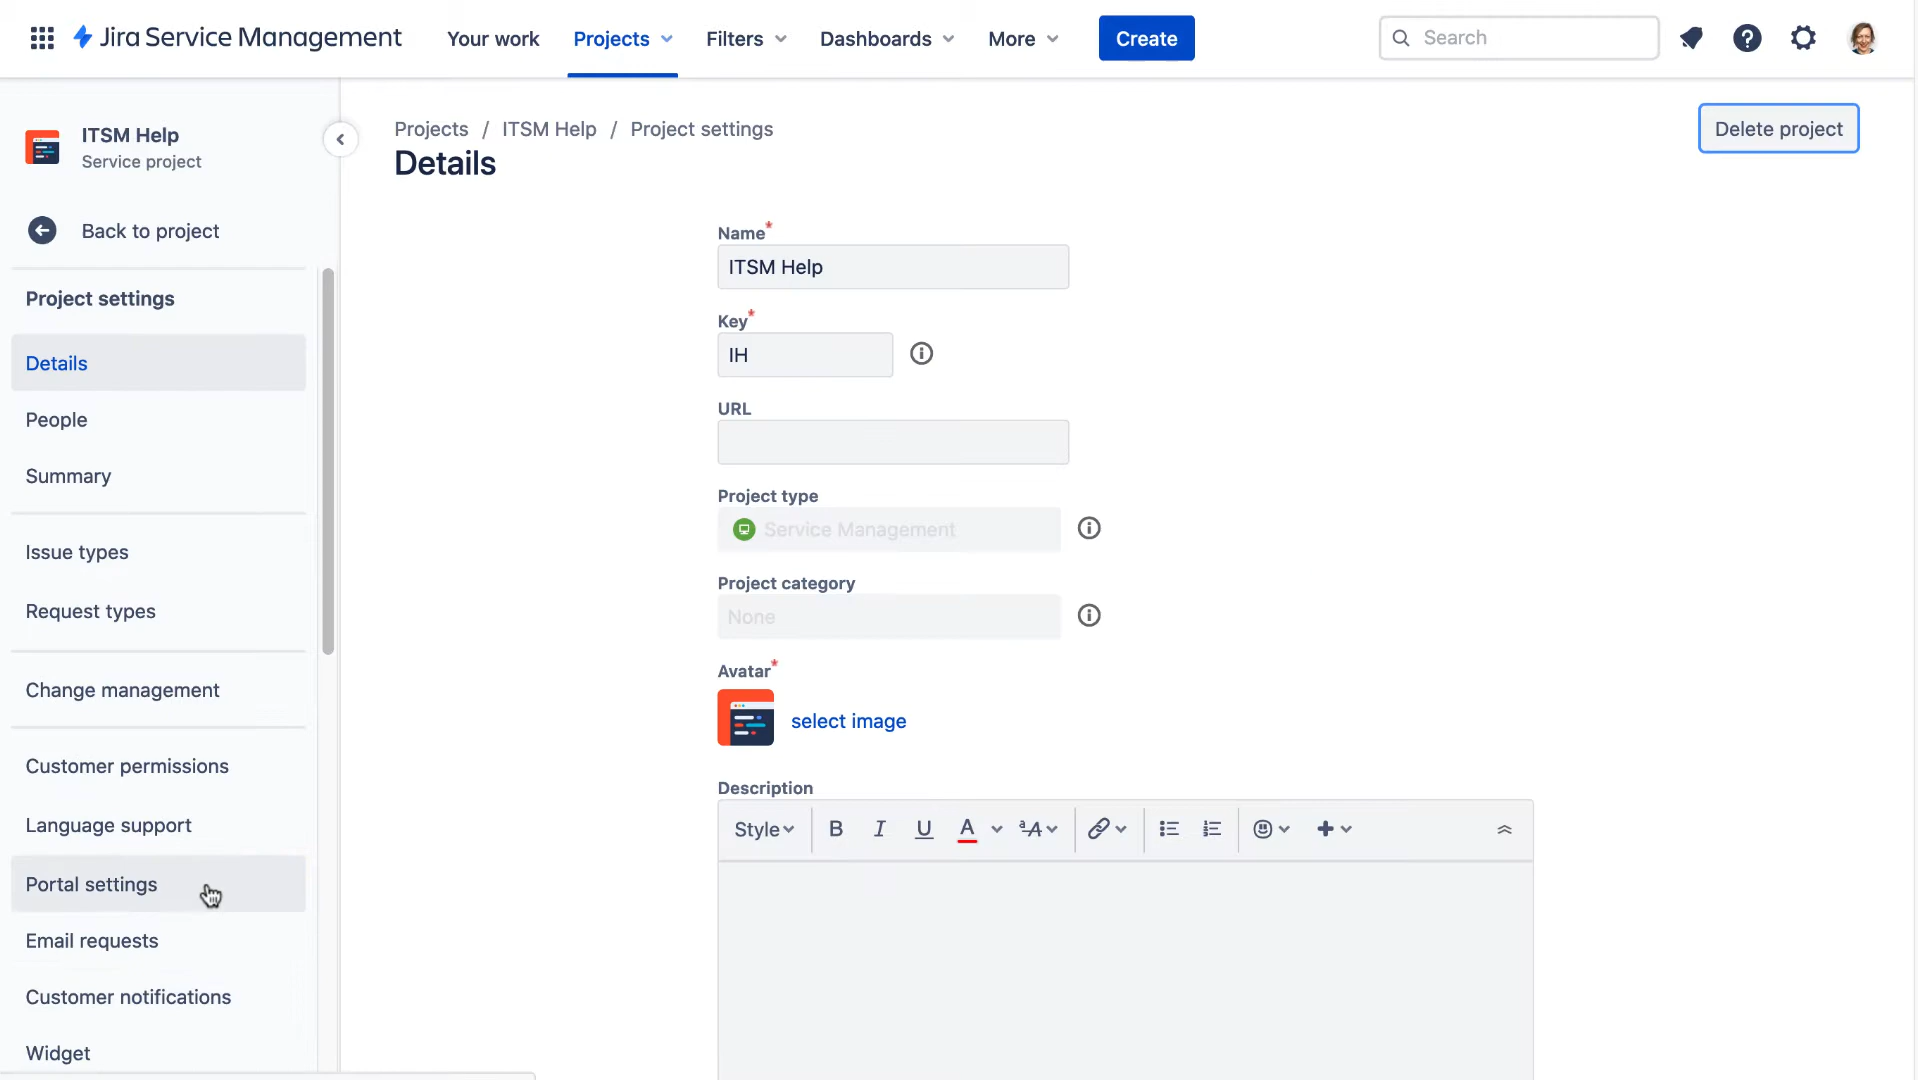 Jira Service Management
Your work
Projects
Filters
Dashboards
More
Create
Search
ITSM Help
Service project
Back to project
Project settings
Details
People
Summary
Issue types
Request types
Change management
Customer permissions
Language support
Portal settings
Email requests
Customer notifications
Widget
Projects / ITSM Help / Project settings
Delete project
Details
Name*
ITSM Help
Key*
IH
URL
Project type
Service Management
Project category
None
Avatar*
select image
Description
Style B I U A ªA